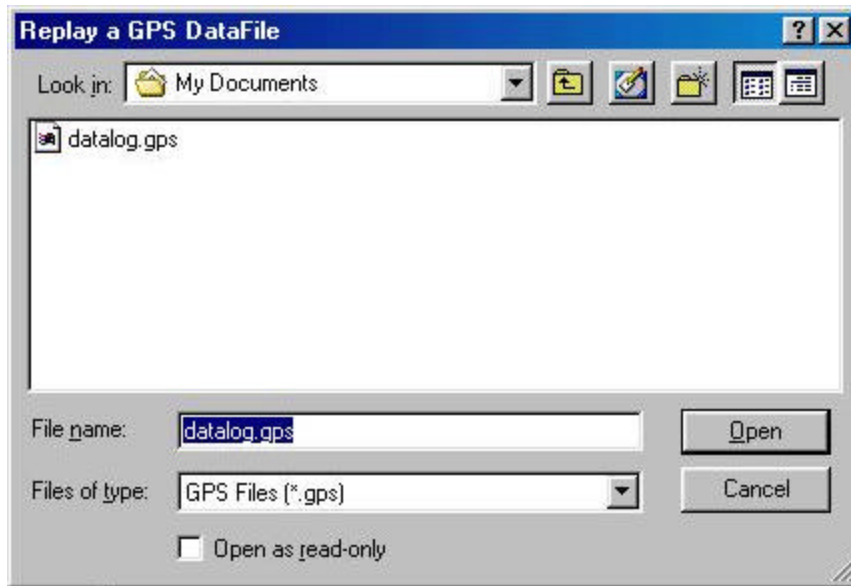 Replay a GPS DataFile
Look in: My Documents
datalog.gps
File name: datalog.gps Open
Files of type: GPS Files (*.gps) Cancel
Open as read-only